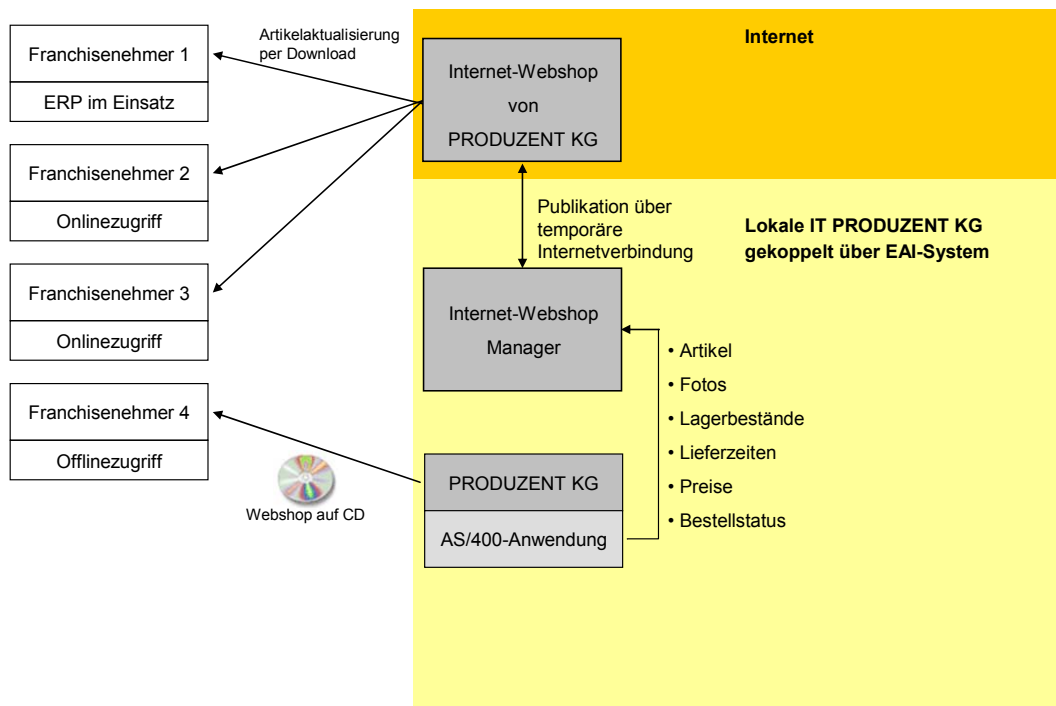 Franchisenehmer 1
ERP im Einsatz
Artikelaktualisierung
per Download
Franchisenehmer 2
Onlinezugriff
Franchisenehmer 3
Onlinezugriff
Franchisenehmer 4
Offlinezugriff
Webshop auf CD
Internet
Internet-Webshop
von
PRODUZENT KG
Publikation über
temporäre
Internetverbindung
Lokale IT PRODUZENT KG
gekoppelt über EAI-System
Internet-Webshop
Manager
• Artikel
• Fotos
• Lagerbestände
• Lieferzeiten
• Preise
• Bestellstatus
PRODUZENT KG
AS/400-Anwendung